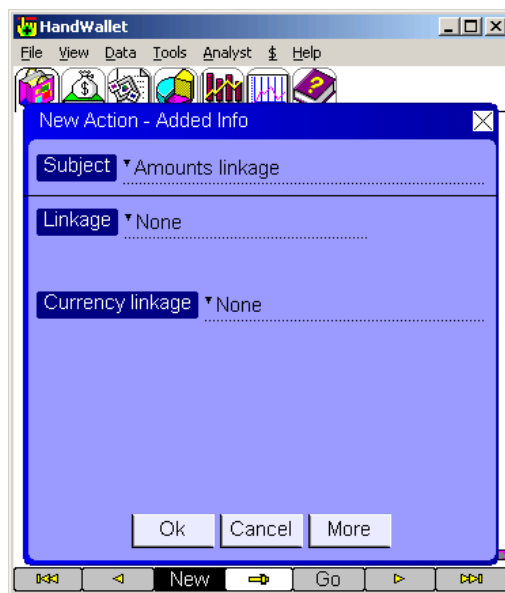 HandWallet
File View Data Tools Analyst $ Help
New Action - Added Info
Subject Amounts linkage
Linkage None
Currency linkage None
Ok Cancel More
New Go